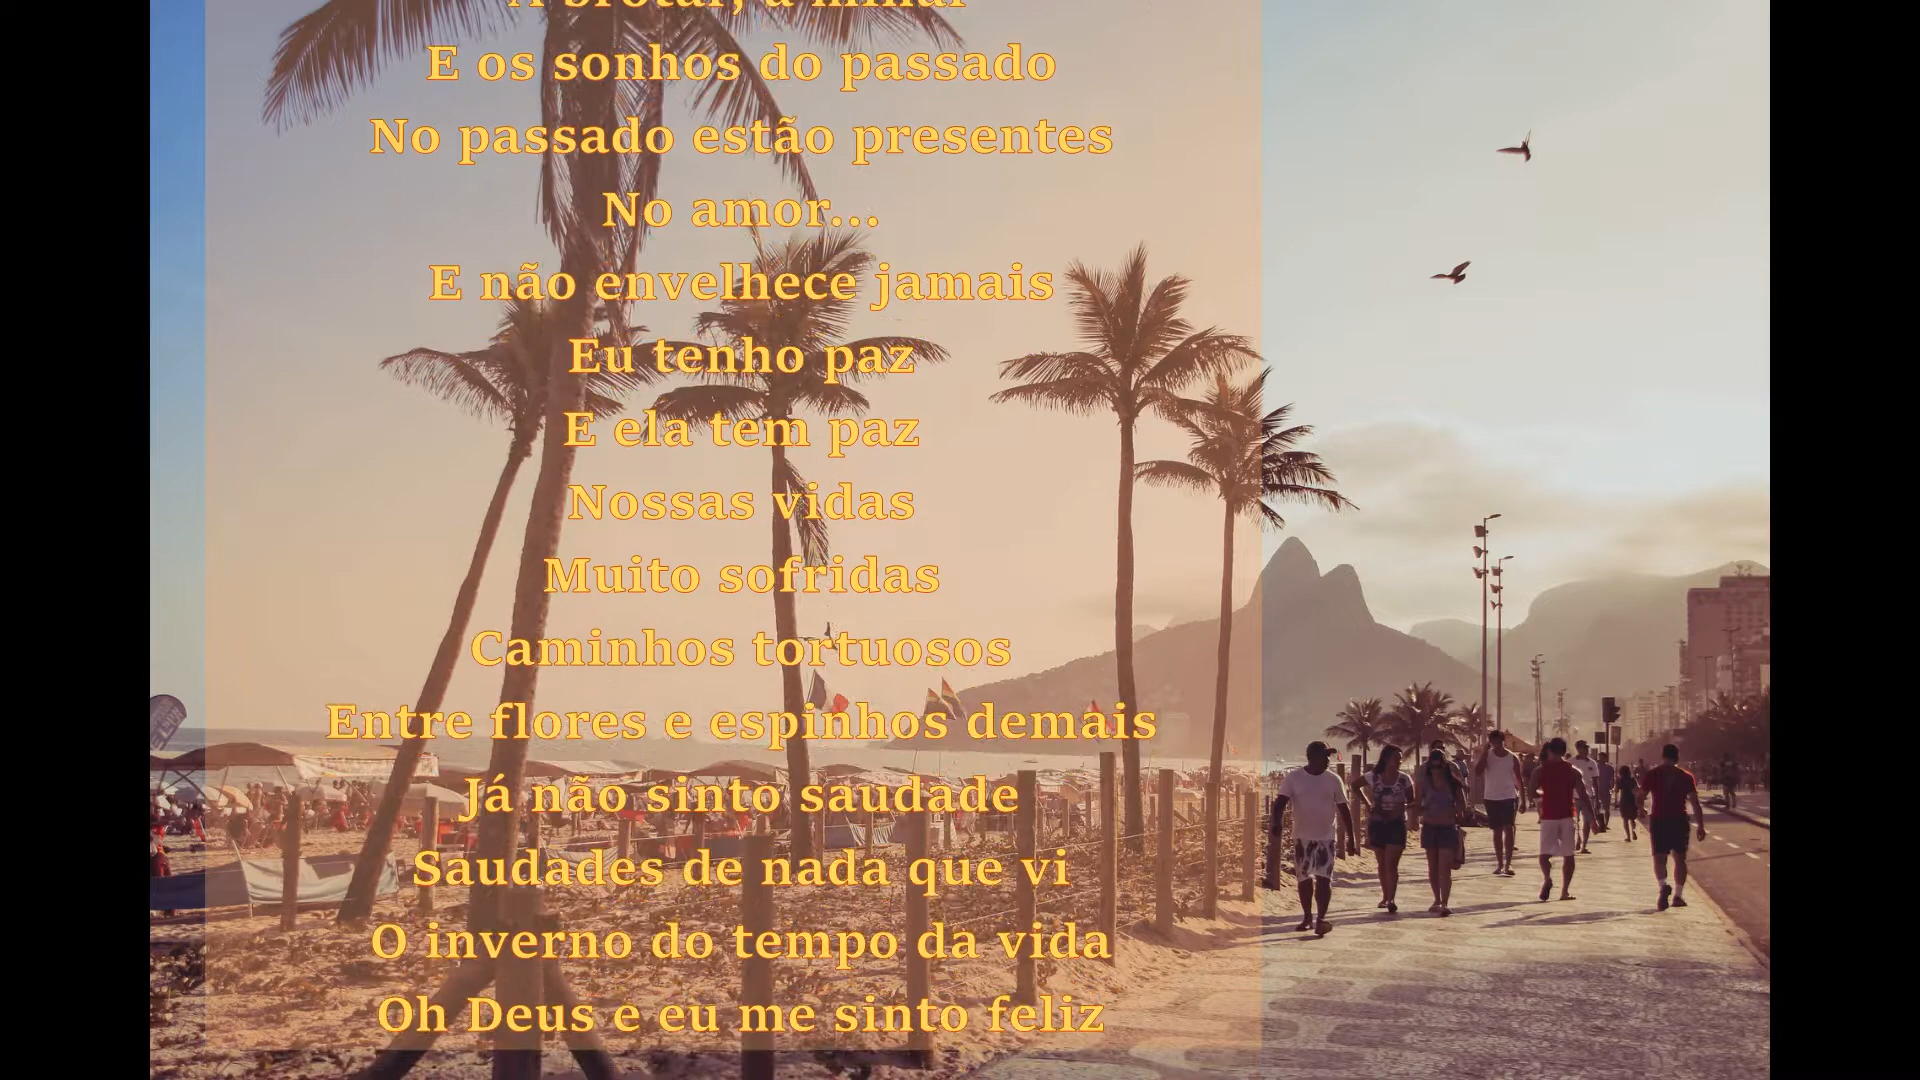 A brotar, a minar
E os sonhos do passado
No passado estão presentes
No amor...
E não envelhece jamais
Eu tenho paz
E ela tem paz
Nossas vidas
Muito sofridas
Caminhos tortuosos
Entre flores e espinhos demais
Já não sinto saudade
Saudades de nada que vi
O inverno do tempo da vida
Oh Deus e eu me sinto feliz